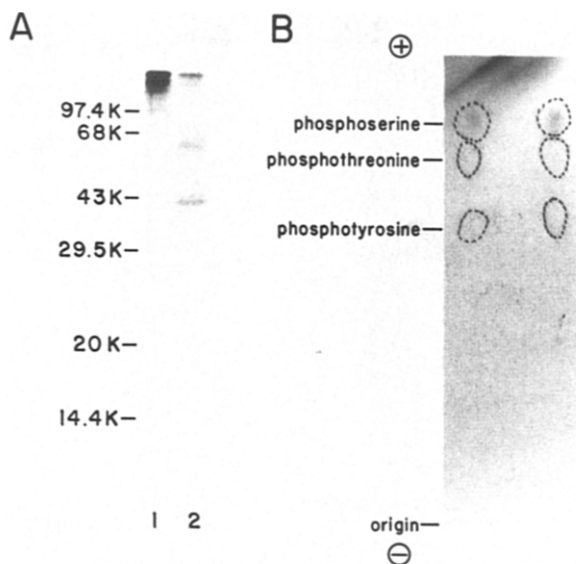 A
97.4K
68K
43K
29.5K
20K
14.4K
1 2
B
+
phosphoserine
phosphothreonine
phosphotyrosine
origin
−